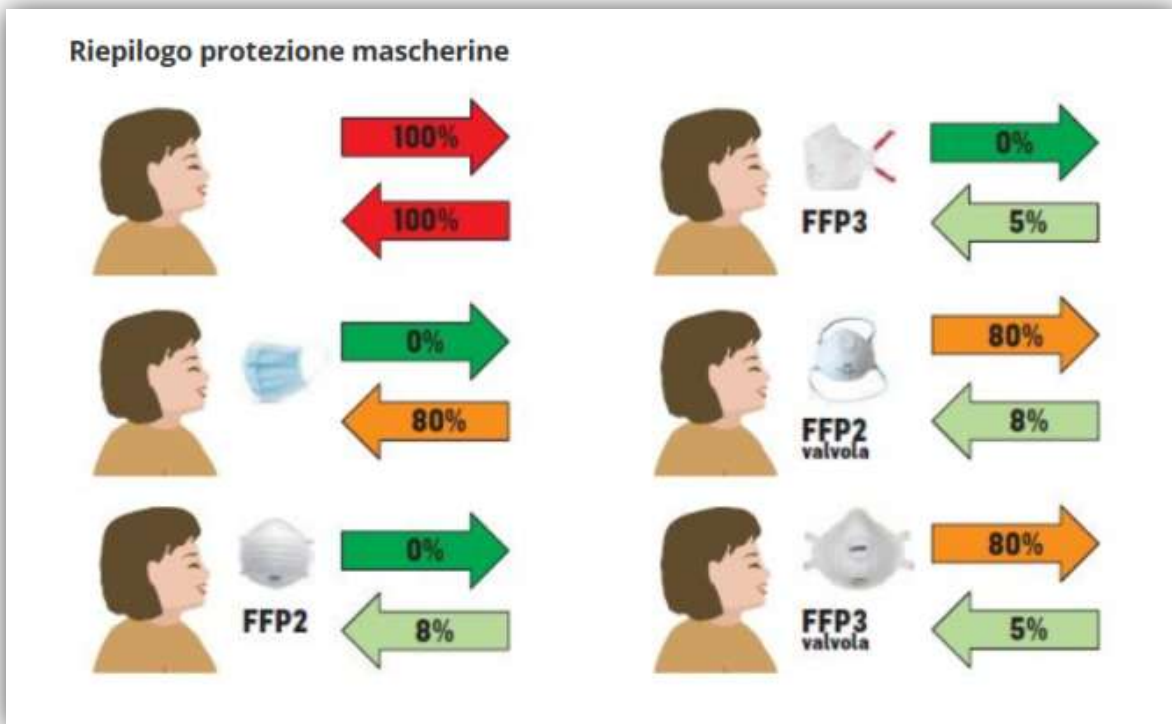 Riepilogo protezione mascherine
100%
100%
0%
80%
FFP2
0%
8%
FFP3
0%
5%
FFP2
valvola
80%
8%
FFP3
valvola
80%
5%